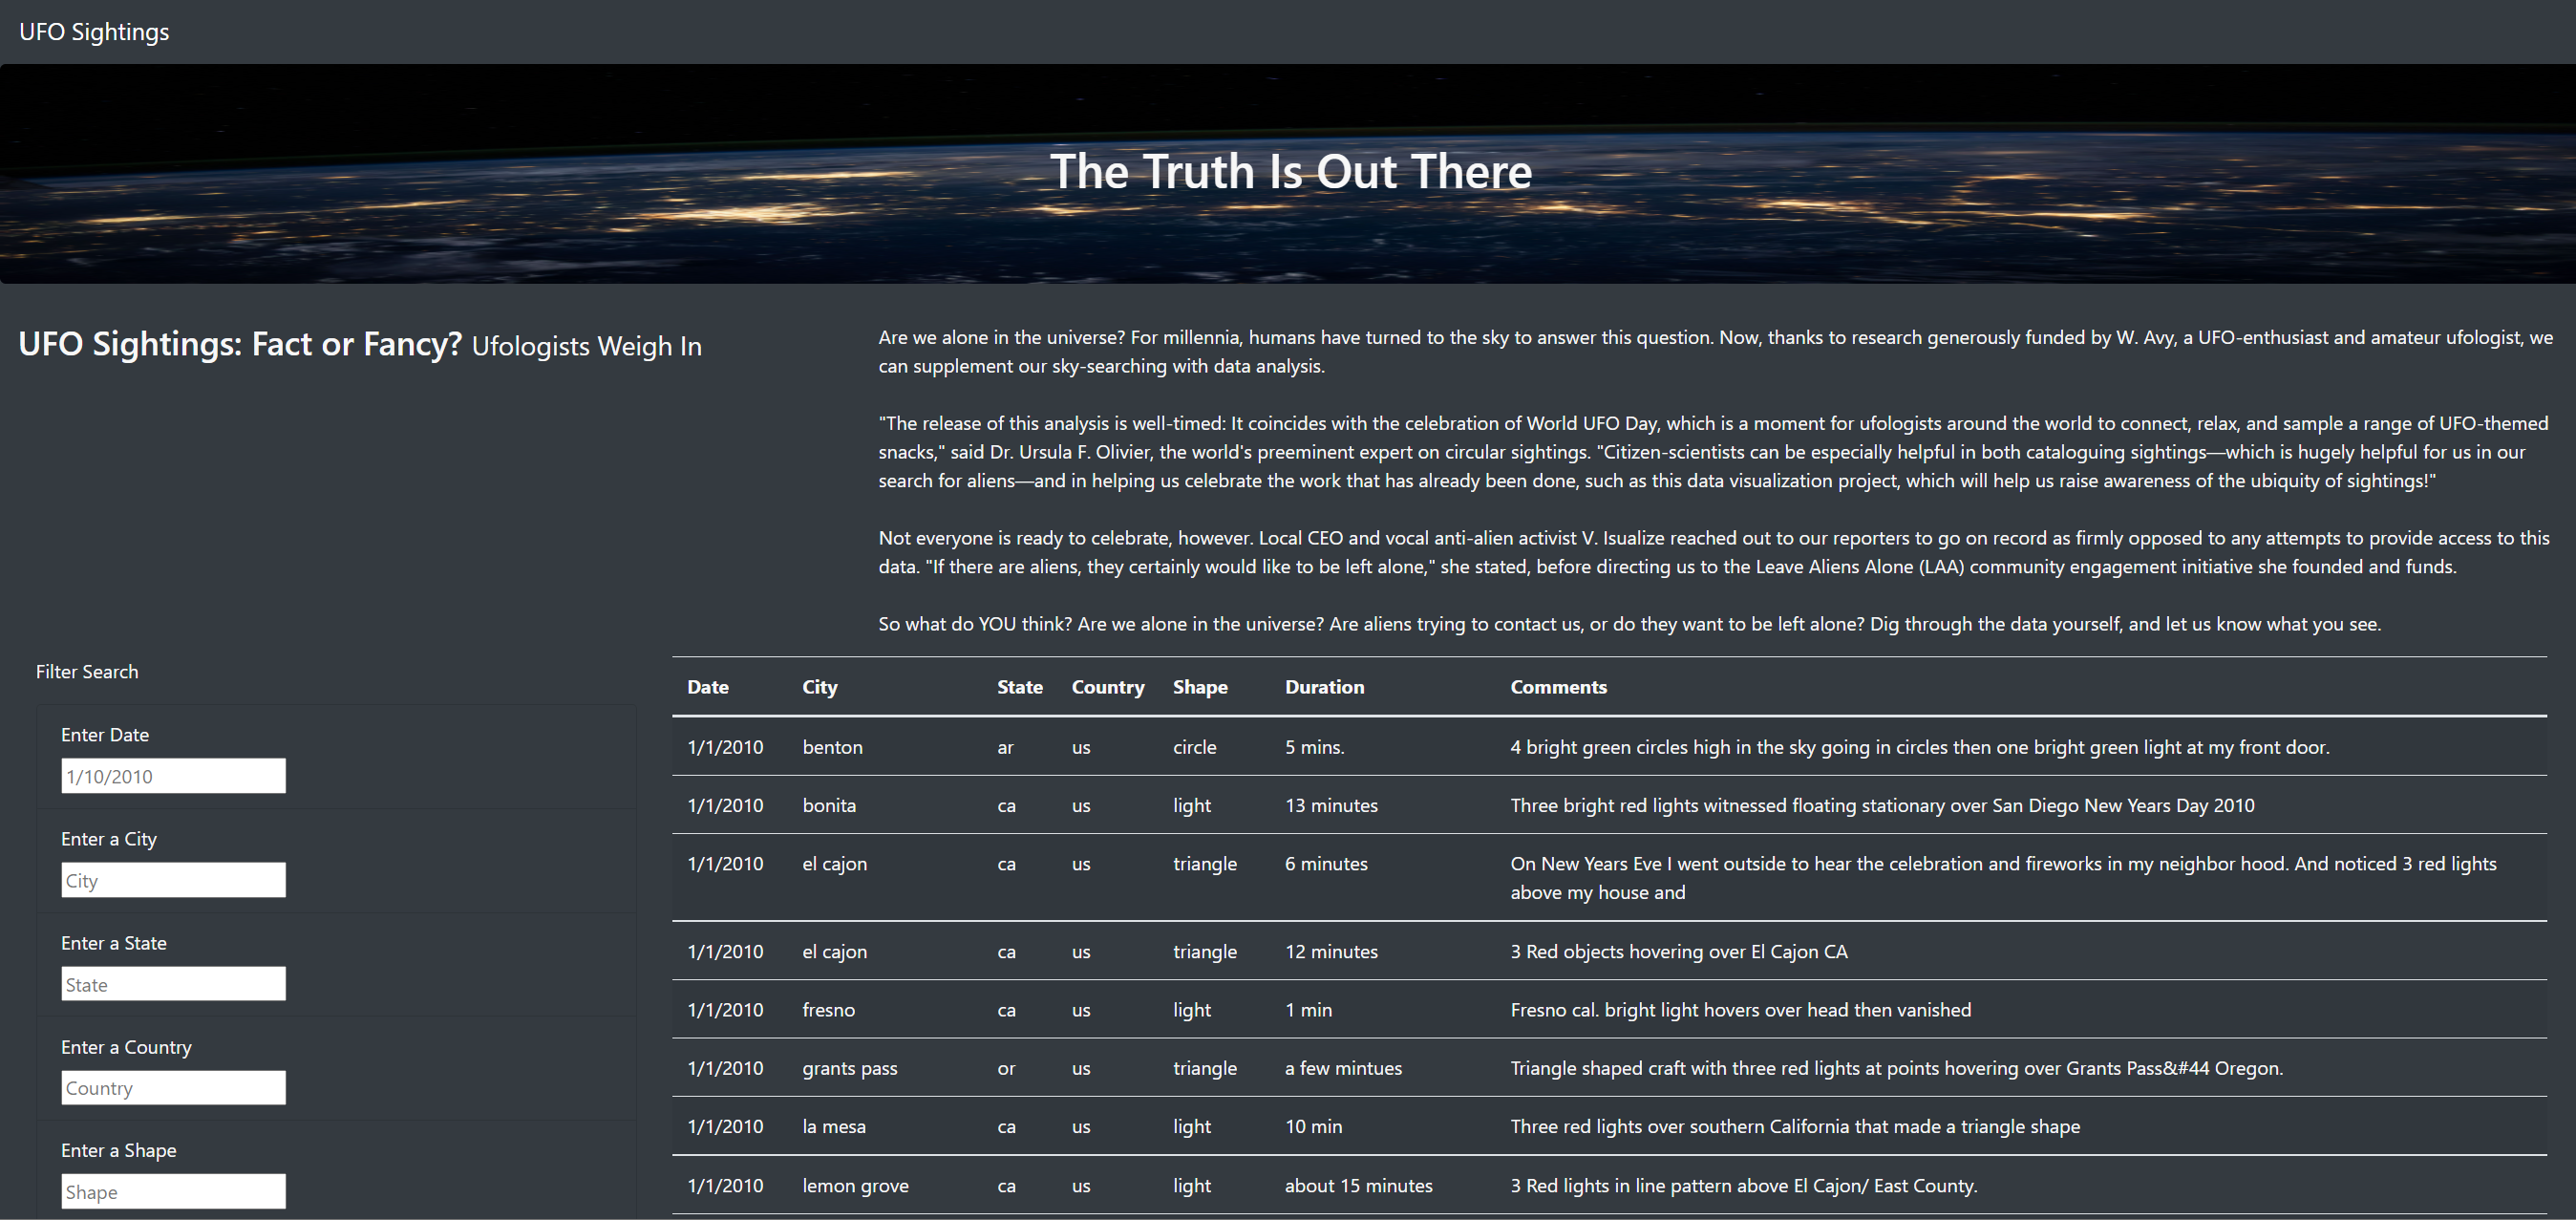 UFO Sightings
The Truth Is Out There
UFO Sightings: Fact or Fancy? Ufologists Weigh In
Are we alone in the universe? For millennia, humans have turned to the sky to answer this question. Now, thanks to research generously funded by W. Avy, a UFO-enthusiast and amateur ufologist, we
can supplement our sky-searching with data analysis.
"The release of this analysis is well-timed: It coincides with the celebration of World UFO Day, which is a moment for ufologists around the world to connect, relax, and sample a range of UFO-themed
snacks," said Dr. Ursula F. Olivier, the world's preeminent expert on circular sightings. "Citizen-scientists can be especially helpful in both cataloguing sightings—which is hugely helpful for us in our
search for aliens—and in helping us celebrate the work that has already been done, such as this data visualization project, which will help us raise awareness of the ubiquity of sightings!"
Not everyone is ready to celebrate, however. Local CEO and vocal anti-alien activist V. Isualize reached out to our reporters to go on record as firmly opposed to any attempts to provide access to this
data. "If there are aliens, they certainly would like to be left alone," she stated, before directing us to the Leave Aliens Alone (LAA) community engagement initiative she founded and funds.
So what do YOU think? Are we alone in the universe? Are aliens trying to contact us, or do they want to be left alone? Dig through the data yourself, and let us know what you see.
Filter Search
Enter Date
1/10/2010
Enter a City
City
Enter a State
State
Enter a Country
Country
Enter a Shape
Shape
Date City State Country Shape Duration Comments
1/1/2010 benton ar us circle 5 mins. 4 bright green circles high in the sky going in circles then one bright green light at my front door.
1/1/2010 bonita ca us light 13 minutes Three bright red lights witnessed floating stationary over San Diego New Years Day 2010
1/1/2010 el cajon ca us triangle 6 minutes On New Years Eve I went outside to hear the celebration and fireworks in my neighbor hood. And noticed 3 red lights
above my house and
1/1/2010 el cajon ca us triangle 12 minutes 3 Red objects hovering over El Cajon CA
1/1/2010 fresno ca us light 1 min Fresno cal. bright light hovers over head then vanished
1/1/2010 grants pass or us triangle a few mintues Triangle shaped craft with three red lights at points hovering over Grants Pass&#44 Oregon.
1/1/2010 la mesa ca us light 10 min Three red lights over southern California that made a triangle shape
1/1/2010 lemon grove ca us light about 15 minutes 3 Red lights in line pattern above El Cajon/ East County.